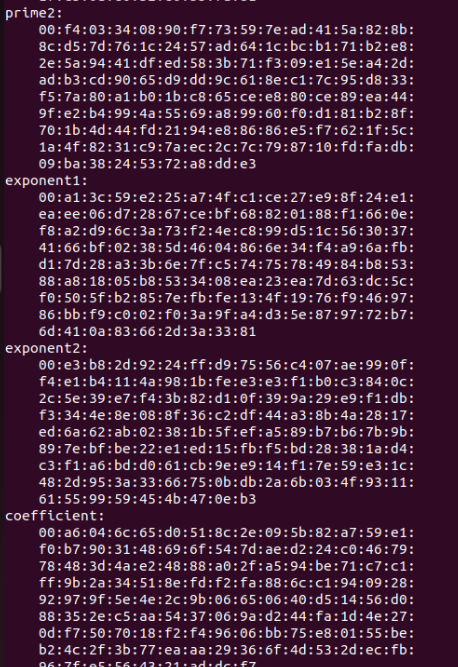 prime2:
00:f4:03:34:08:90:f7:73:59:7e:ad:41:5a:82:8b:
8c:d5:7d:76:1c:24:57:ad:64:1c:bc:b1:71:b2:e8:
2e:5a:94:41:df:ed:58:3b:71:f3:09:e1:5e:a4:2d:
ad:b3:cd:90:65:d9:dd:9c:61:8e:c1:7c:95:d8:33:
f5:7a:80:a1:b0:1b:c8:65:ce:e8:80:ce:89:ea:44:
9f:e2:b4:99:4a:55:69:a8:99:60:f0:d1:81:b2:8f:
70:1b:4d:44:fd:21:94:e8:86:86:e5:f7:62:1f:5c:
1a:4f:82:31:c9:7a:ec:2c:7c:79:87:10:fd:fa:db:
09:ba:38:24:53:72:a8:dd:e3
exponent1:
00:a1:3c:59:e2:25:a7:4f:c1:ce:27:e9:8f:24:e1:
ea:ee:06:d7:28:67:ce:bf:68:82:01:88:f1:66:0e:
f8:a2:d9:6c:3a:73:f2:4e:c8:99:d5:1c:56:30:37:
41:66:bf:02:38:5d:46:04:86:6e:34:f4:a9:6a:fb:
d1:7d:28:a3:3b:6e:7f:c5:74:75:78:49:84:b8:53:
88:a8:18:05:b8:53:34:08:ea:23:ea:7d:63:dc:5c:
f0:50:5f:b2:85:7e:fb:fe:13:4f:19:76:f9:46:97:
86:bb:f9:c0:02:f0:3a:9f:a4:d3:5e:87:97:72:b7:
6d:41:0a:83:66:2d:3a:33:81
exponent2:
00:e3:b8:2d:92:24:ff:d9:75:56:c4:07:ae:99:0f:
f4:e1:b4:11:4a:98:1b:fe:e3:e3:f1:b0:c3:84:0c:
2c:5e:39:e7:f4:3b:82:d1:0f:39:9a:29:e9:f1:db:
f3:34:4e:8e:08:8f:36:c2:df:44:a3:8b:4a:28:17:
ed:6a:62:ab:02:38:1b:5f:ef:a5:89:b7:b6:7b:9b:
89:7e:bf:be:22:e1:ed:15:fb:f5:bd:28:38:1a:d4:
c3:f1:a6:bd:d0:61:cb:9e:e9:14:f1:7e:59:e3:1c:
48:2d:95:3a:33:66:75:0b:db:2a:6b:03:4f:93:11:
61:55:99:59:45:4b:47:0e:b3
coefficient:
00:a6:04:6c:65:d0:51:8c:2e:09:5b:82:a7:59:e1:
f0:b7:90:31:48:69:6f:54:7d:ae:d2:24:c0:46:79:
78:48:3d:4a:e2:48:88:a0:2f:a5:94:be:71:c7:c1:
ff:9b:2a:34:51:8e:fd:f2:fa:88:6c:c1:94:09:28:
92:97:9f:5e:4e:2c:9b:06:65:06:40:d5:14:56:d0:
88:35:2e:c5:aa:54:37:06:9a:d2:44:fa:1d:4e:27:
0d:f7:50:70:18:f2:f4:96:06:bb:75:e8:01:55:be:
b2:4c:2f:3b:77:ea:aa:29:36:6f:4d:53:2d:ec:fb:
96:7f:e5:56:43:21:ad:dc:f7